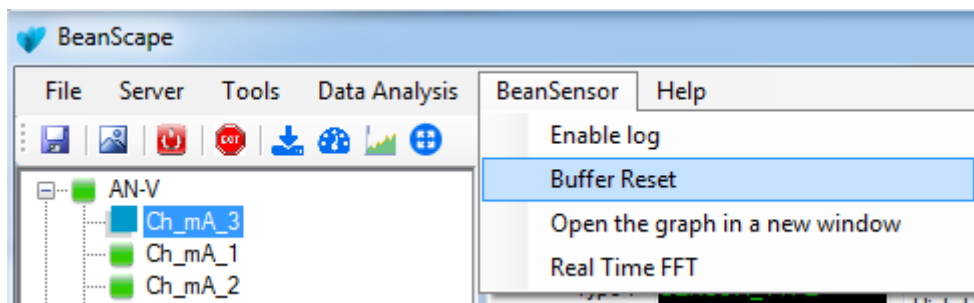 BeanScape
File Server Tools Data Analysis BeanSensor Help
Enable log
EXIT
Buffer Reset
AN-V
Ch_mA_3
Open the graph in a new window
Ch_mA_1
Real Time FFT
Ch_mA_2